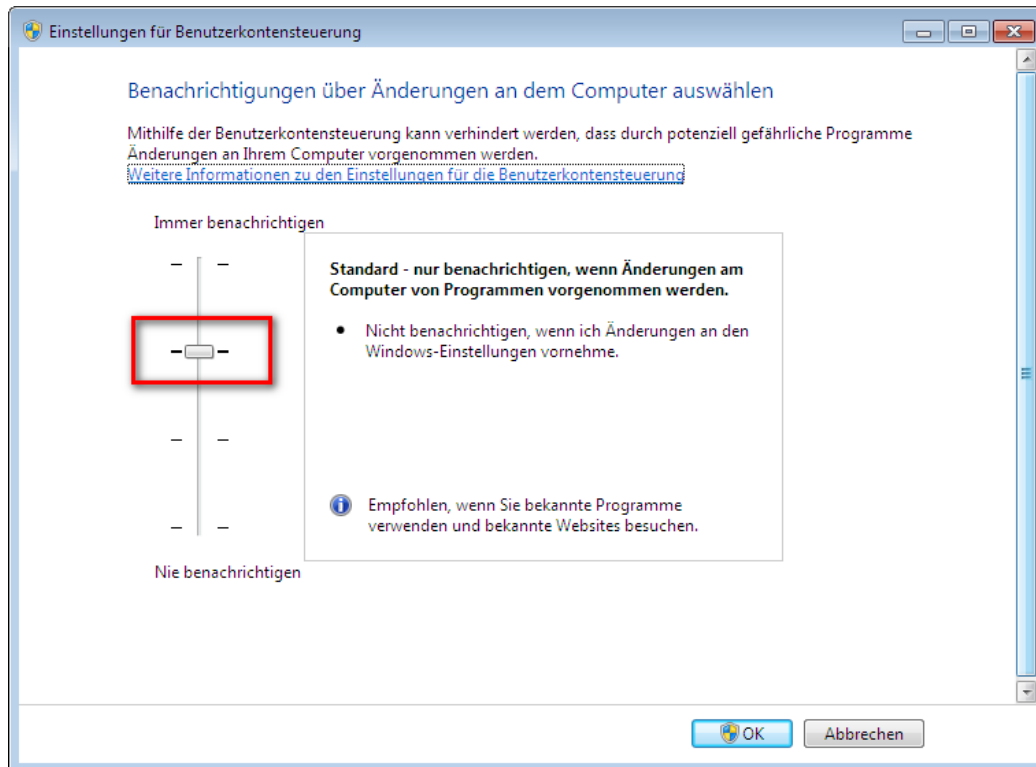 Einstellungen für Benutzerkontensteuerung
Benachrichtigungen über Änderungen an dem Computer auswählen
Mithilfe der Benutzerkontensteuerung kann verhindert werden, dass durch potenziell gefährliche Programme
Änderungen an Ihrem Computer vorgenommen werden.
Weitere Informationen zu den Einstellungen für die Benutzerkontensteuerung
Immer benachrichtigen
Standard - nur benachrichtigen, wenn Änderungen am
Computer von Programmen vorgenommen werden.
• Nicht benachrichtigen, wenn ich Änderungen an den
Windows-Einstellungen vornehme.
Empfohlen, wenn Sie bekannte Programme
verwenden und bekannte Websites besuchen.
Nie benachrichtigen
OK
Abbrechen